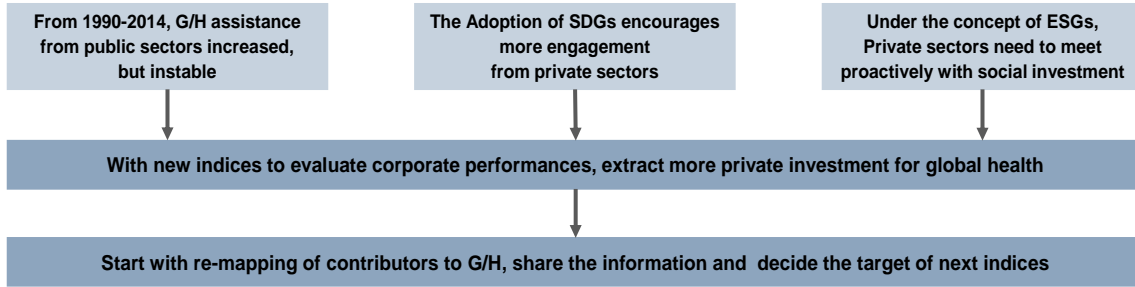 From 1990-2014, G/H assistance
from public sectors increased,
but instable
The Adoption of SDGs encourages
more engagement
from private sectors
Under the concept of ESGs,
Private sectors need to meet
proactively with social investment
With new indices to evaluate corporate performances, extract more private investment for global health
Start with re-mapping of contributors to G/H, share the information and  decide the target of next indices